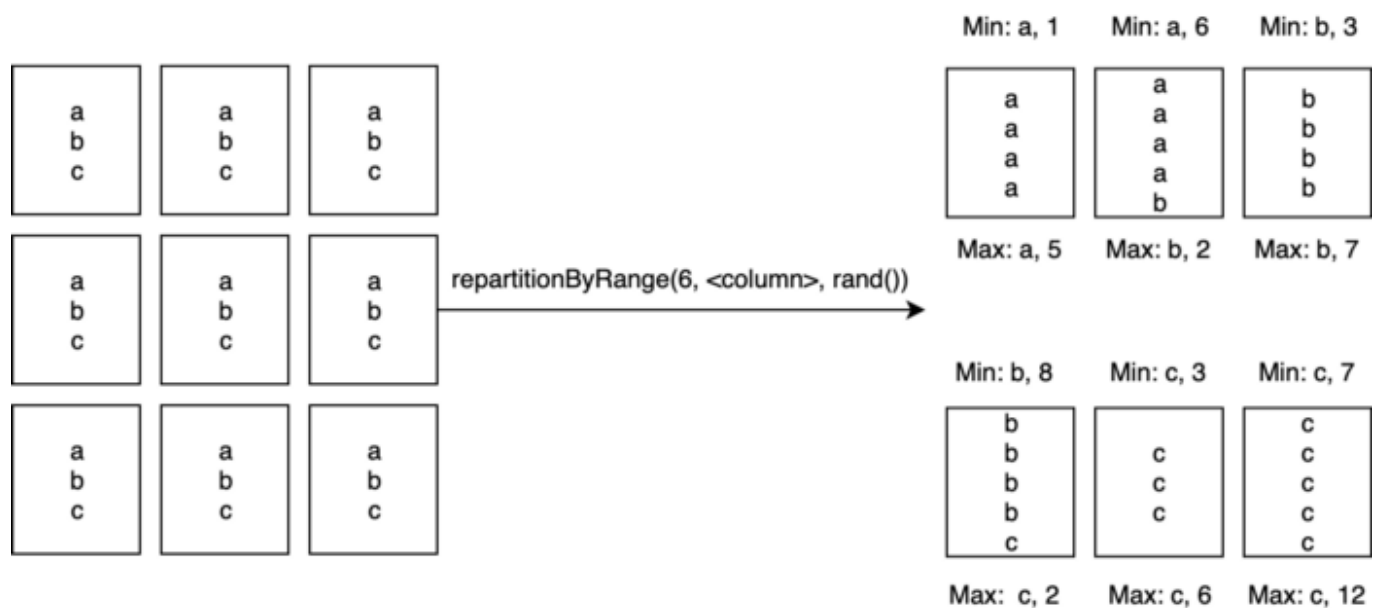 a
b
c
a
b
c
a
b
c
a
b
c
a
b
c
a
b
c
a
b
c
a
b
c
a
b
c
repartitionByRange(6, <column>, rand())
Min: a, 1
a
a
a
a
Max: a, 5
Min: a, 6
a
a
a
a
b
Max: b, 2
Min: b, 3
b
b
b
b
Max: b, 7
Min: b, 8
b
b
b
b
c
Max: c, 2
Min: c, 3
c
c
c
Max: c, 6
Min: c, 7
c
c
c
c
c
Max: c, 12